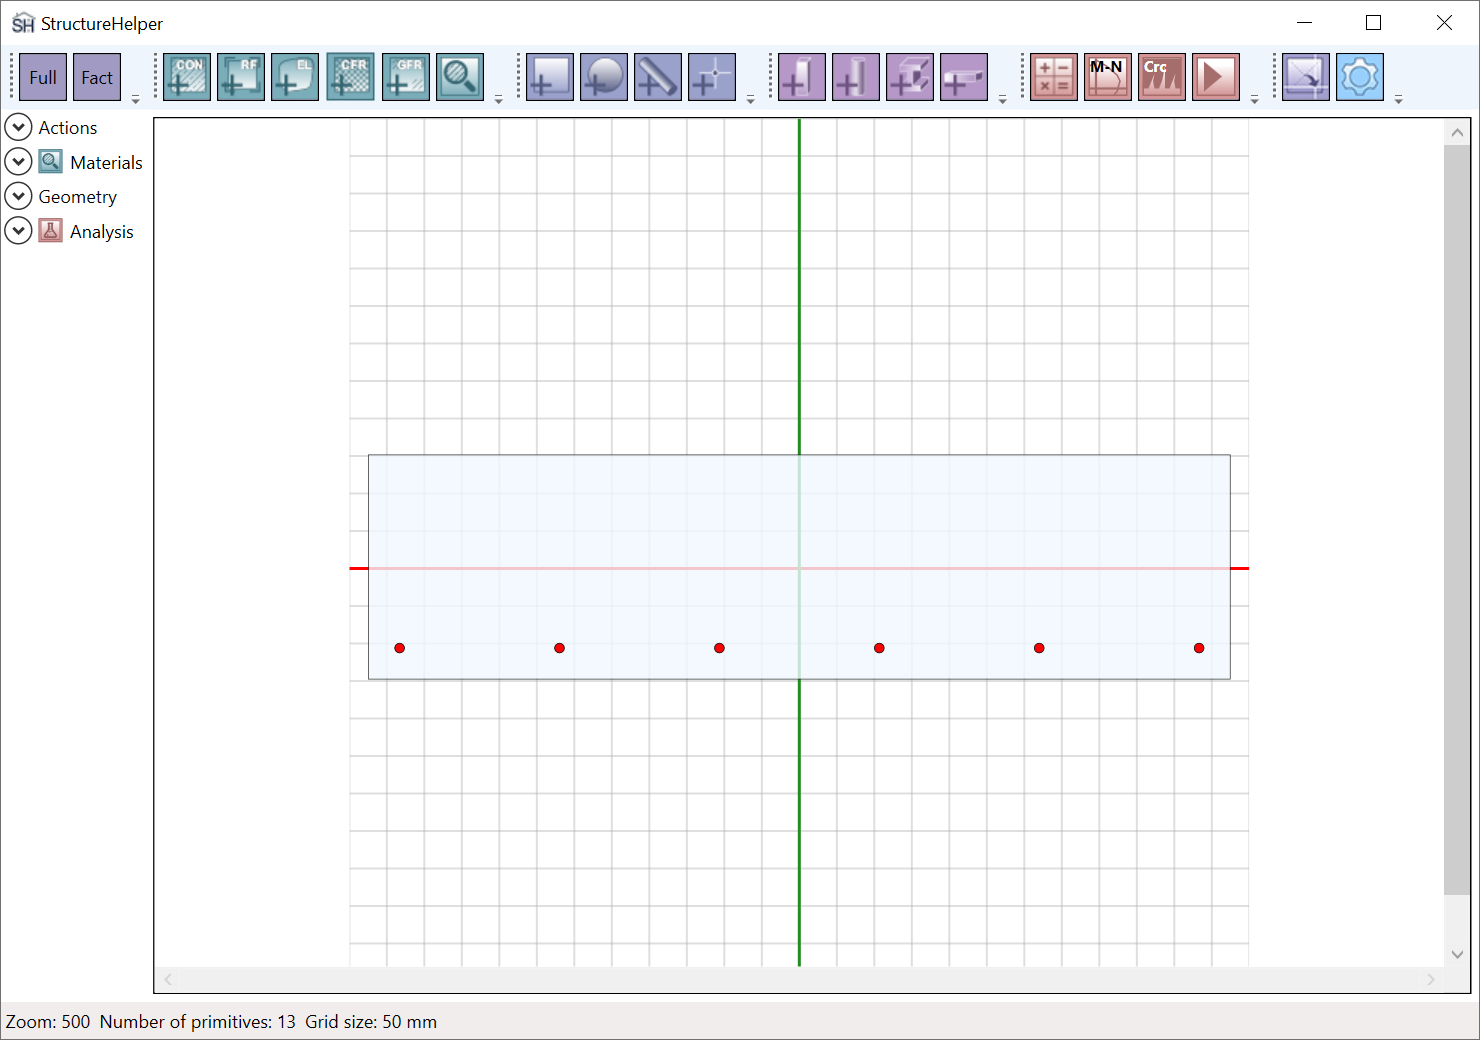 SH StructureHelper
Full Fact CON RF EL CFR GFR M-N Crc
Actions
Materials
Geometry
Analysis
Zoom: 500 Number of primitives: 13 Grid size: 50 mm